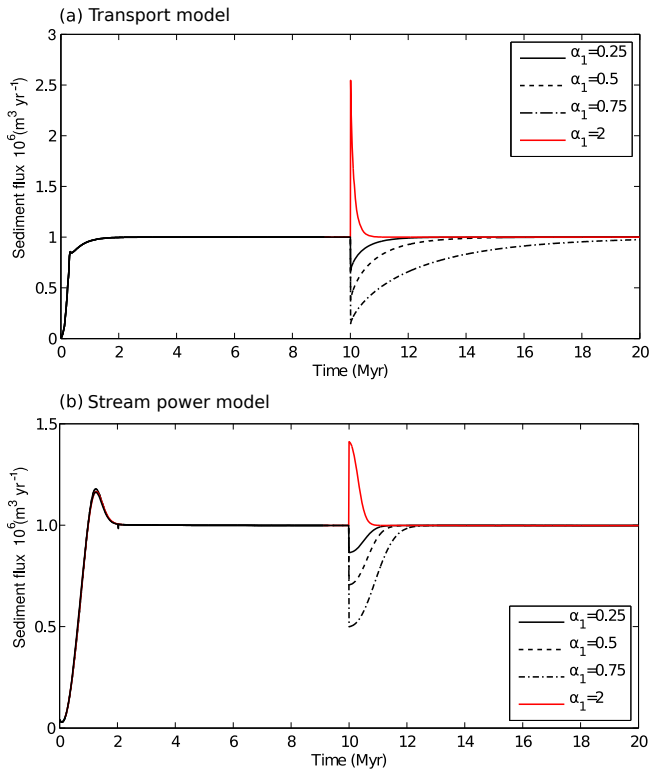 (a) Transport model
3
2.5
2
1.5
1
0.5
0
Sediment flux 10⁶(m³ yr⁻¹)
α₁=0.25
α₁=0.5
α₁=0.75
α₁=2
0 2 4 6 8 10 12 14 16 18 20
Time (Myr)
(b) Stream power model
1.5
1.0
0.5
0
Sediment flux 10⁶(m³ yr⁻¹)
α₁=0.25
α₁=0.5
α₁=0.75
α₁=2
0 2 4 6 8 10 12 14 16 18 20
Time (Myr)